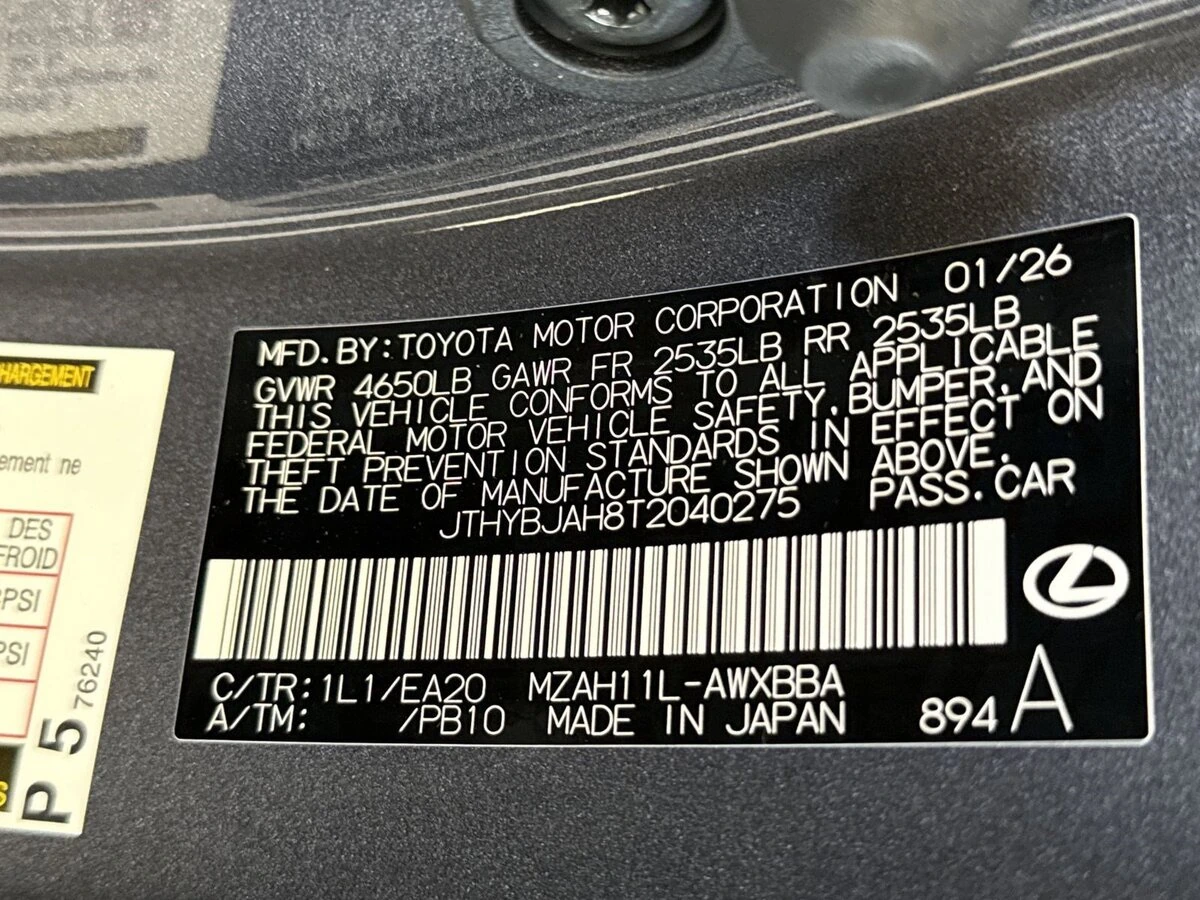 MFD.BY:TOYOTA MOTOR CORPORATION 01/26
GVWR 4650LB GAWR FR 2535LB RR 2535LB
THIS VEHICLE CONFORMS TO ALL APPLICABLE
FEDERAL MOTOR VEHICLE SAFETY,BUMPER,AND
THEFT PREVENTION STANDARDS IN EFFECT ON
THE DATE OF MANUFACTURE SHOWN ABOVE.
JTHYBJAH8T2040275 PASS.CAR
C/TR:1L1/EA20 MZAH11L-AWXBBA
A/TM: /PB10 MADE IN JAPAN 894 A
HARGEMENT
ement ne
DES
FROID
PSI
PSI
P 5 76240
S